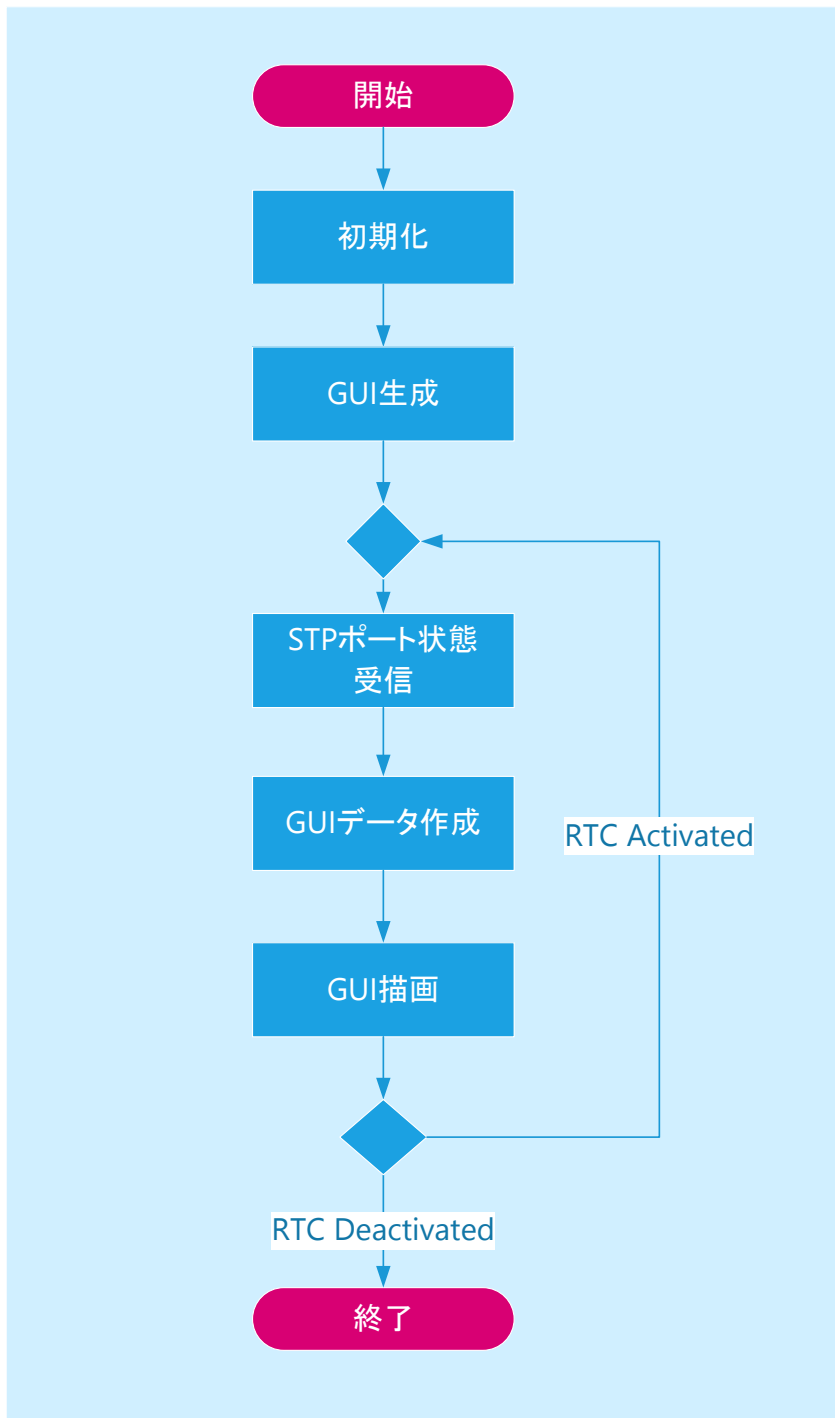 開始
初期化
GUI生成
STPポート状態
受信
GUIデータ作成
RTC Activated
GUI描画
RTC Deactivated
終了